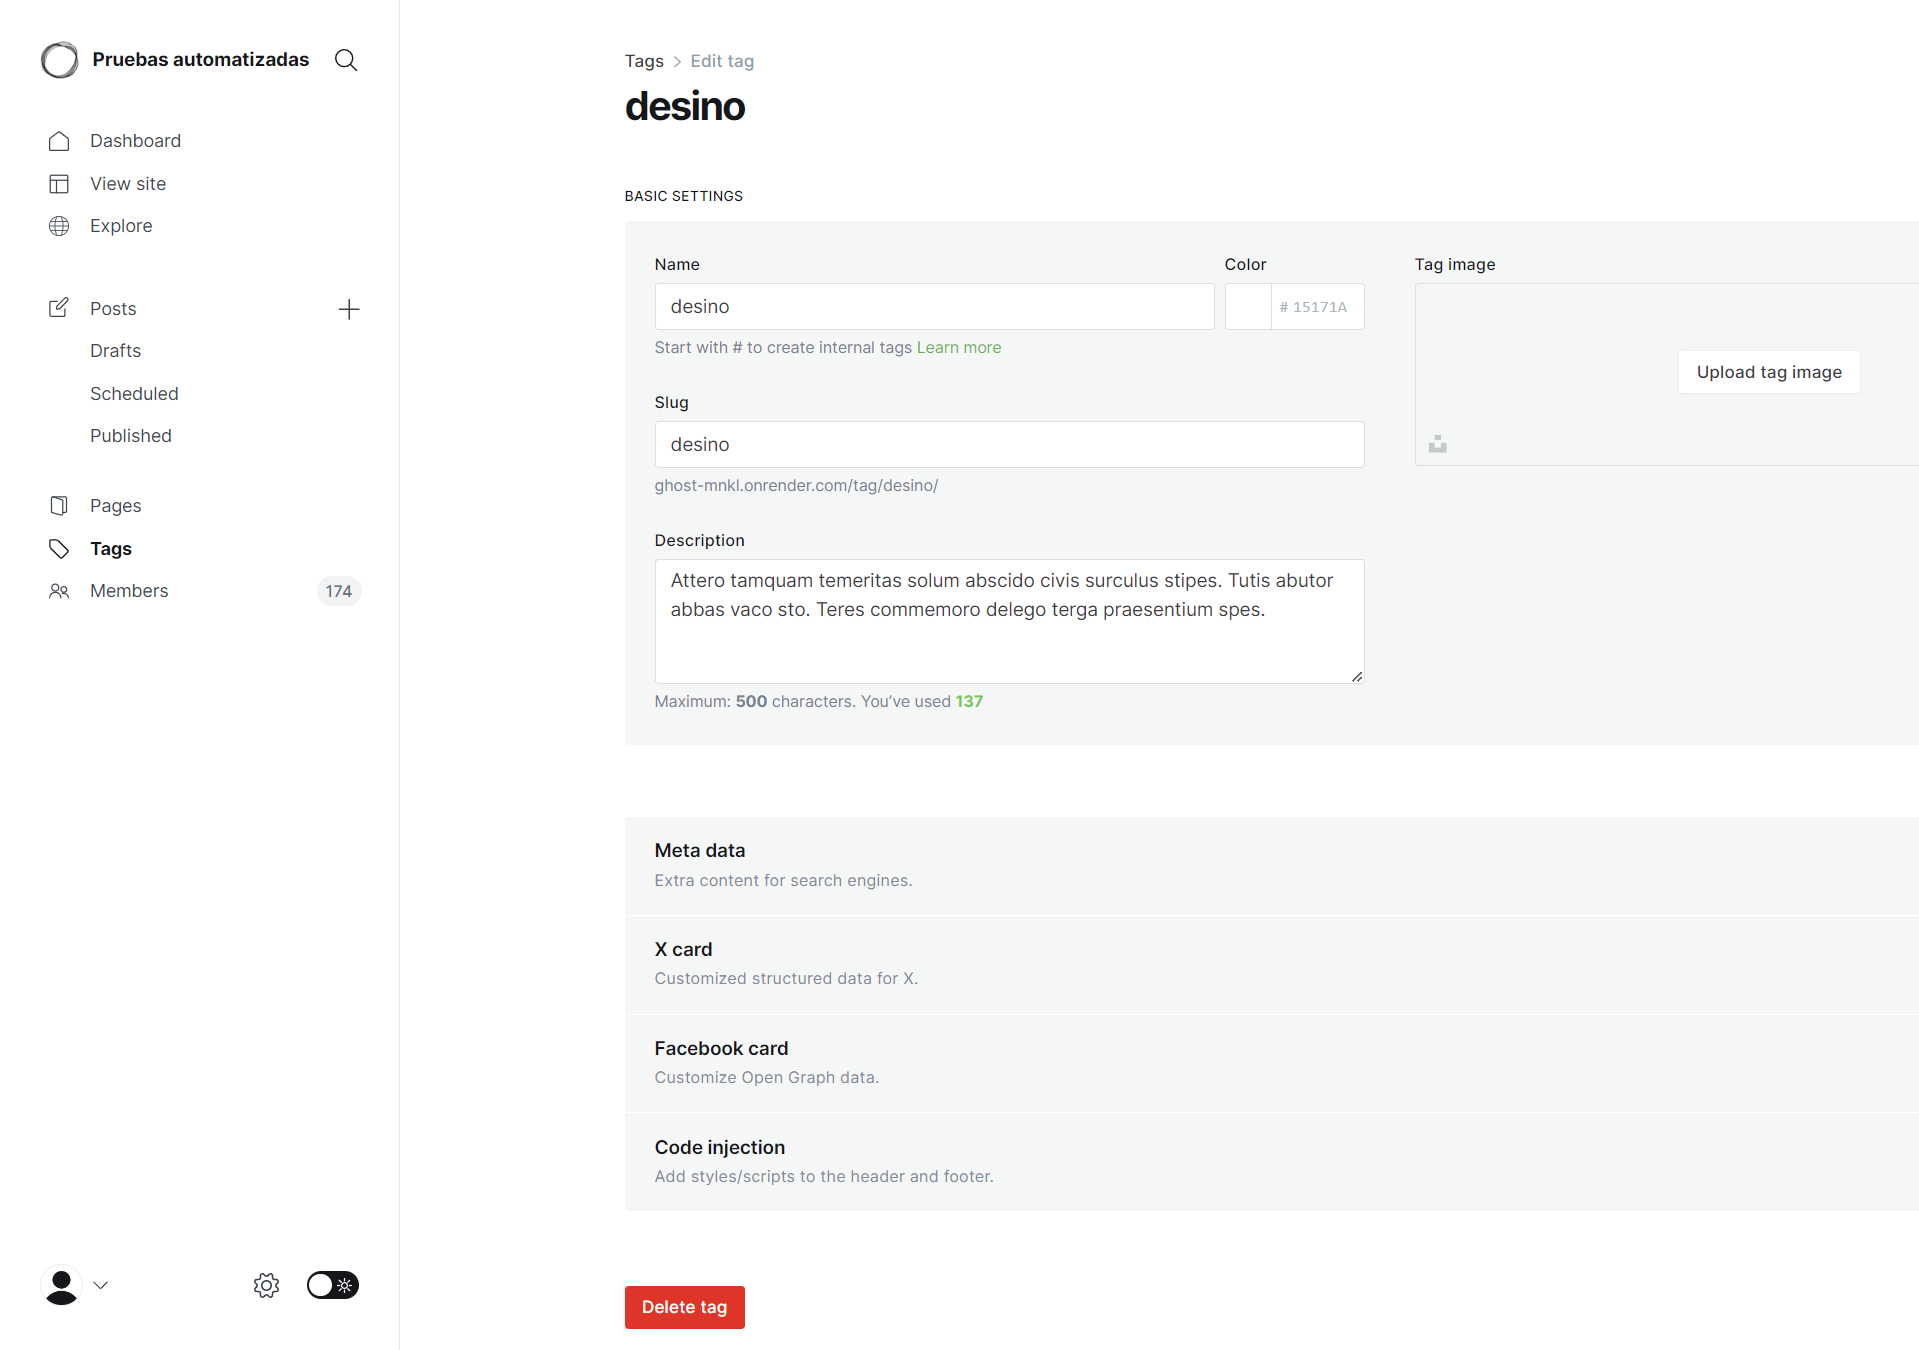 Pruebas automatizadas
Dashboard
View site
Explore
Posts
Drafts
Scheduled
Published
Pages
Tags
Members 174
Tags > Edit tag
desino
BASIC SETTINGS
Name
desino
Start with # to create internal tags Learn more
Color
# 15171A
Slug
desino
ghost-mnkl.onrender.com/tag/desino/
Description
Attero tamquam temeritas solum abscido civis surculus stipes. Tutis abutor
abbas vaco sto. Teres commemoro delego terga praesentium spes.
Maximum: 500 characters. You’ve used 137
Tag image
Upload tag image
Meta data
Extra content for search engines.
X card
Customized structured data for X.
Facebook card
Customize Open Graph data.
Code injection
Add styles/scripts to the header and footer.
Delete tag